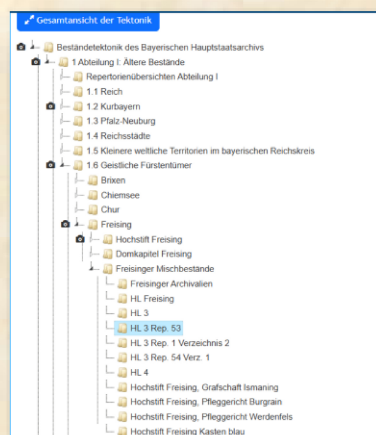 Gesamtansicht der Tektonik
Beständetektonik des Bayerischen Hauptstaatsarchivs
1 Abteilung I: Ältere Bestände
Repertorienübersichten Abteilung I
1.1 Reich
1.2 Kurbayern
1.3 Pfalz-Neuburg
1.4 Reichsstädte
1.5 Kleinere weltliche Territorien im bayerischen Reichskreis
1.6 Geistliche Fürstentümer
Brixen
Chiemsee
Chur
Freising
Hochstift Freising
Domkapitel Freising
Freisinger Mischbestände
Freisinger Archivalien
HL Freising
HL 3
HL 3 Rep. 53
HL 3 Rep. 1 Verzeichnis 2
HL 3 Rep. 54 Verz. 1
HL 4
Hochstift Freising, Grafschaft Ismaning
Hochstift Freising, Pfleggericht Burgrain
Hochstift Freising, Pfleggericht Werdenfels
Hochstift Freising Kasten blau